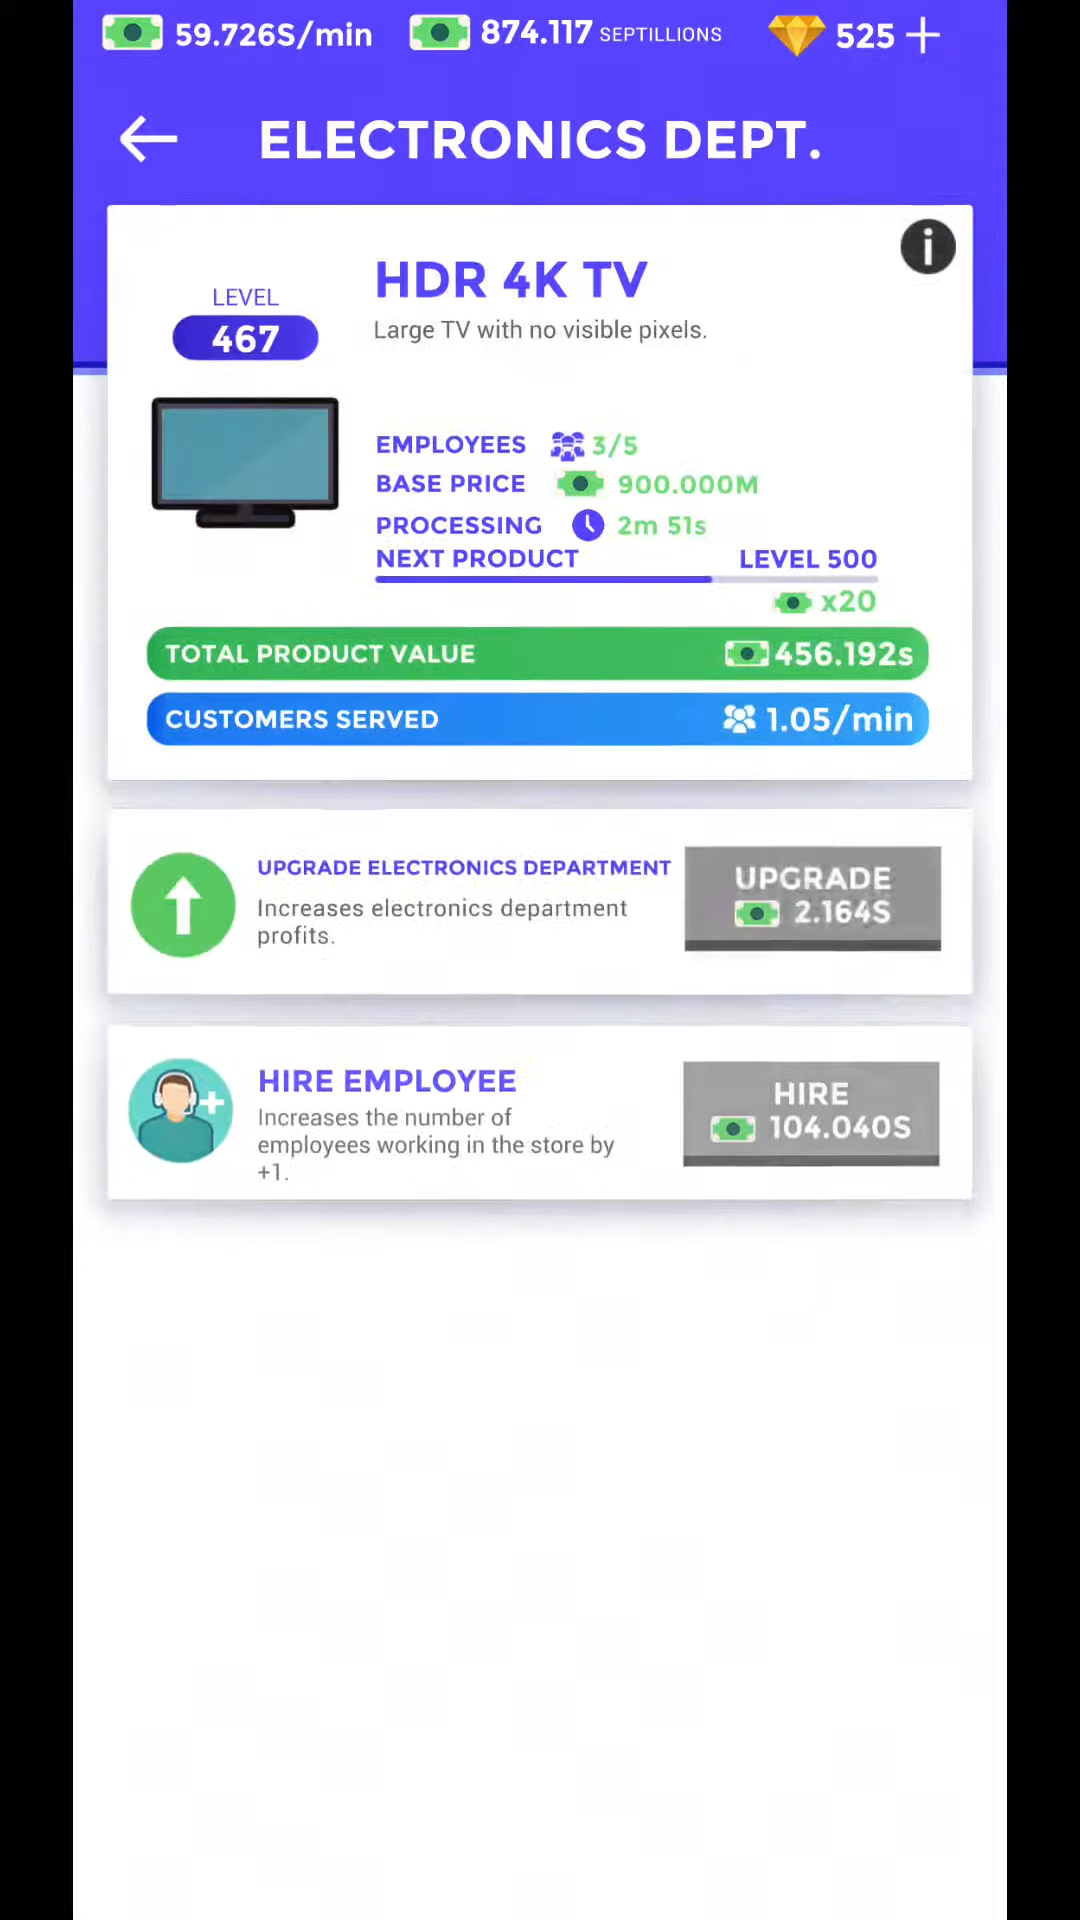 59.726S/min 874.117 SEPTILLIONS 525 +
ELECTRONICS DEPT.
HDR 4K TV
Large TV with no visible pixels.
LEVEL
467
EMPLOYEES 3/5
BASE PRICE 900.000M
PROCESSING 2m 51s
NEXT PRODUCT LEVEL 500
x20
TOTAL PRODUCT VALUE 456.192s
CUSTOMERS SERVED 1.05/min
UPGRADE ELECTRONICS DEPARTMENT
Increases electronics department
profits.
UPGRADE
2.164S
HIRE EMPLOYEE
Increases the number of
employees working in the store by
+1.
HIRE
104.040S